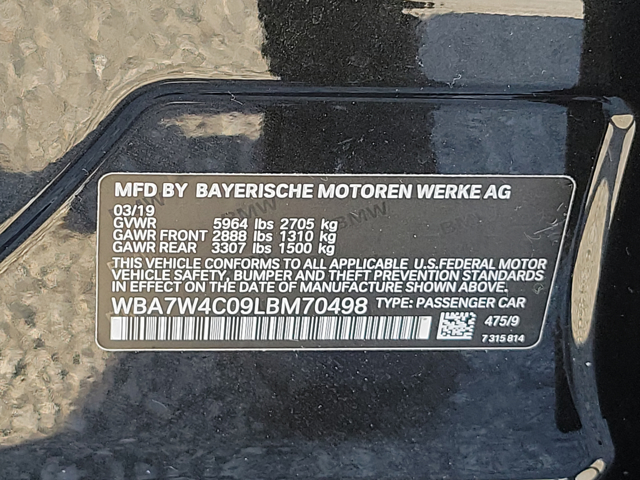 MFD BY BAYERISCHE MOTOREN WERKE AG
03/19
GVWR 5964 lbs 2705 kg
GAWR FRONT 2888 lbs 1310 kg
GAWR REAR 3307 lbs 1500 kg
THIS VEHICLE CONFORMS TO ALL APPLICABLE U.S.FEDERAL MOTOR
VEHICLE SAFETY, BUMPER AND THEFT PREVENTION STANDARDS
IN EFFECT ON THE DATE OF MANUFACTURE SHOWN ABOVE.
WBA7W4C09LBM70498 TYPE: PASSENGER CAR
475/9
7 315 814